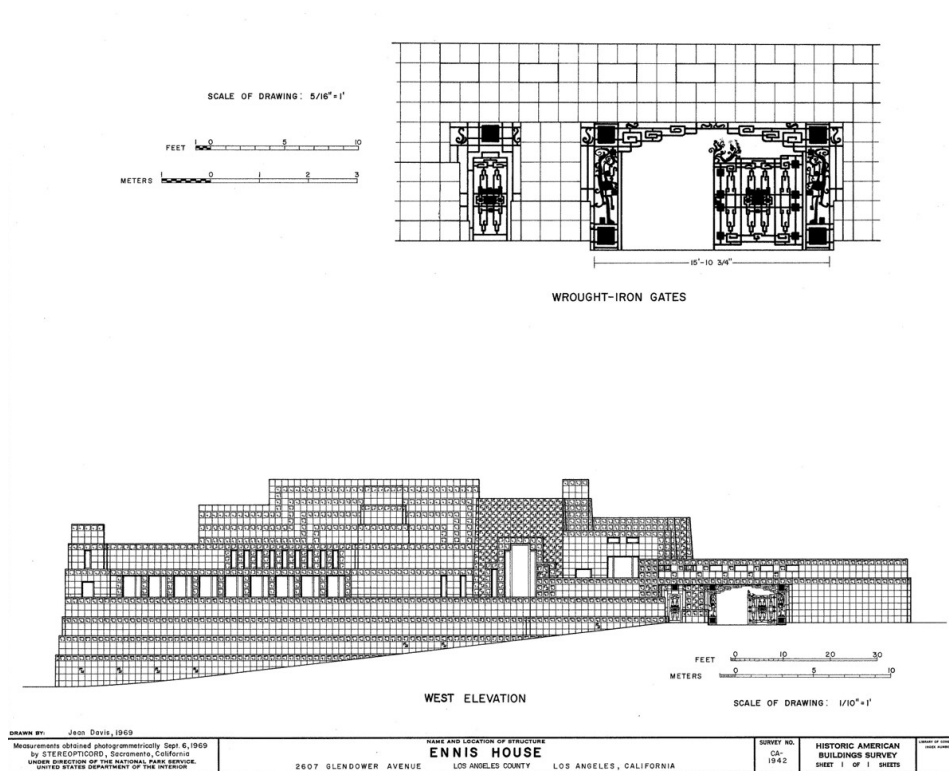 SCALE OF DRAWING: 5/16"=1'
FEET 1 0 5 10
METERS 1 0 1 2 3
15'-10 3/4"
WROUGHT-IRON GATES
FEET 0 10 20 30
METERS 0 5 10
WEST ELEVATION
SCALE OF DRAWING: 1/10"=1'
DRAWN BY: Jean Davis, 1969
Measurements obtained photogrammetrically Sept. 6, 1969
by STEREOPTICORD, Sacramento, California
UNDER DIRECTION OF THE NATIONAL PARK SERVICE,
UNITED STATES DEPARTMENT OF THE INTERIOR
NAME AND LOCATION OF STRUCTURE
ENNIS HOUSE
2607 GLENDOWER AVENUE LOS ANGELES COUNTY LOS ANGELES, CALIFORNIA
SURVEY NO.
CA-
1942
HISTORIC AMERICAN
BUILDINGS SURVEY
SHEET 1 OF 1 SHEETS
LIBRARY OF